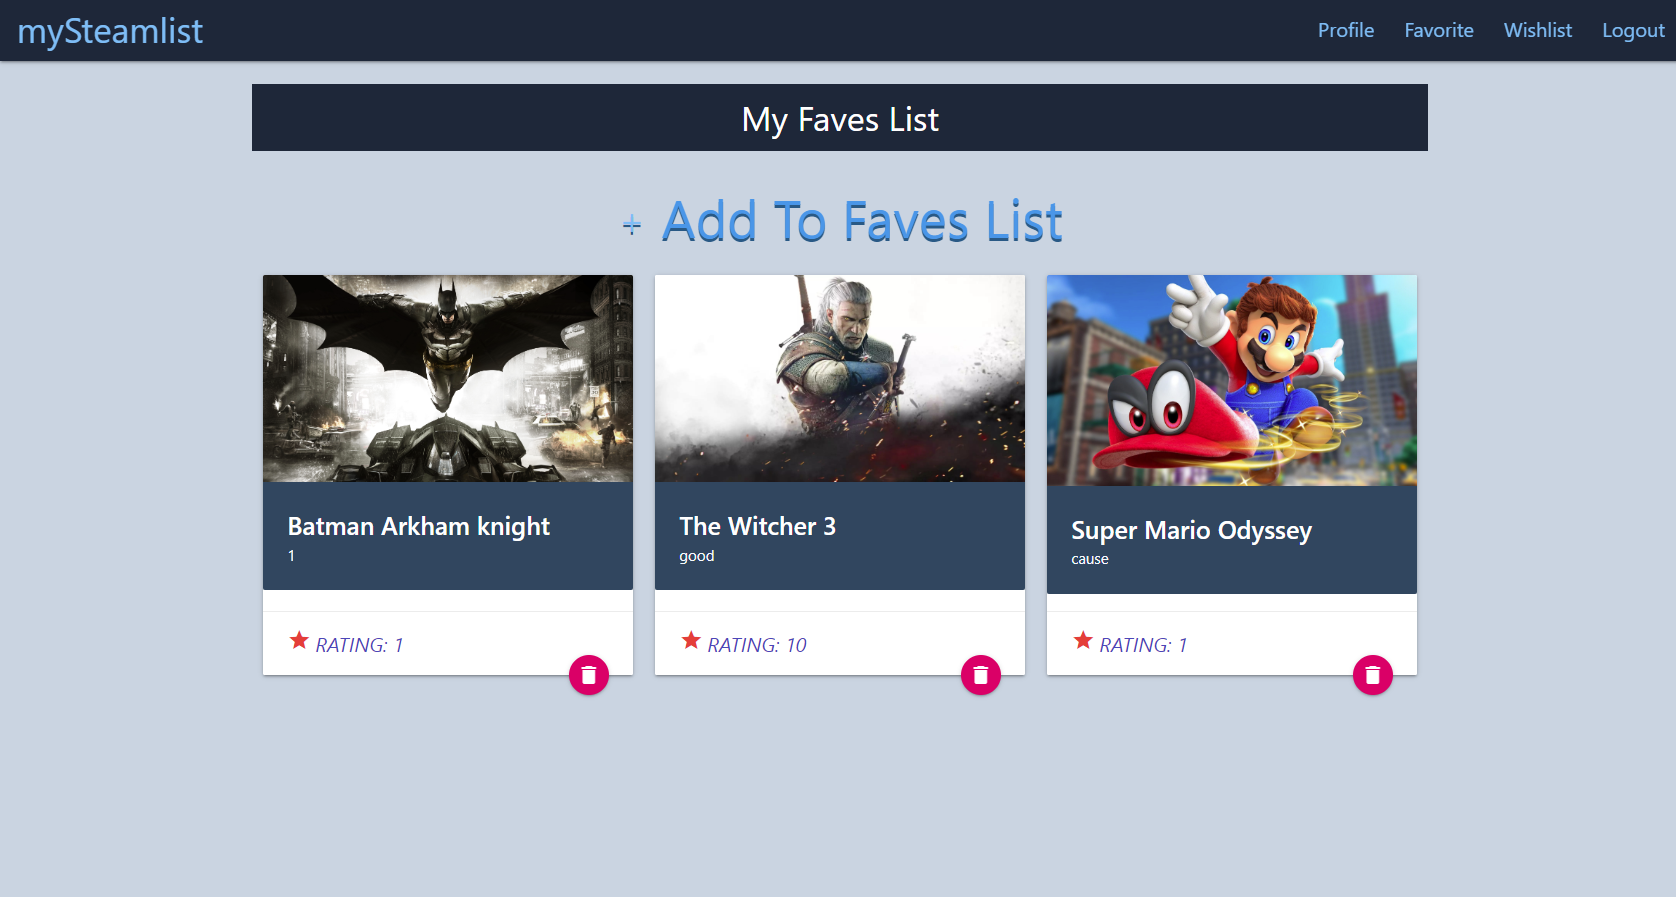 mySteamlist
Profile Favorite Wishlist Logout
My Faves List
+ Add To Faves List
Batman Arkham knight
1
RATING: 1
The Witcher 3
good
RATING: 10
Super Mario Odyssey
cause
RATING: 1